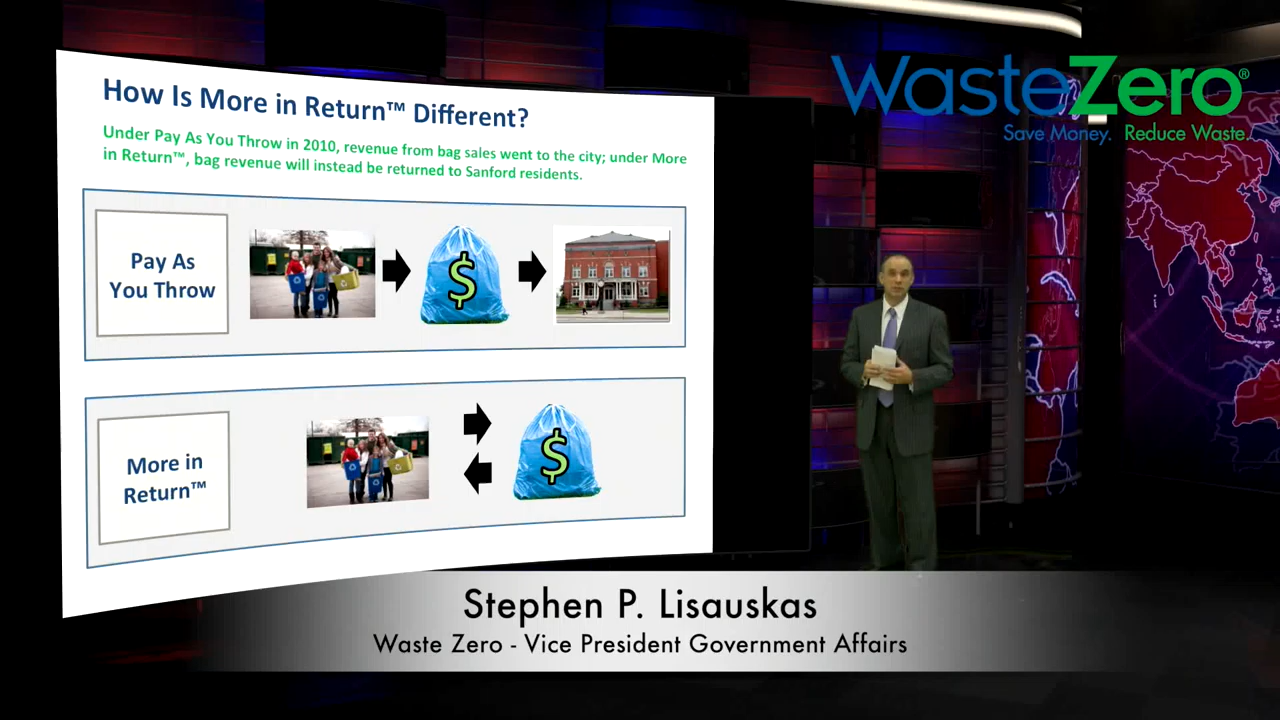 How Is More in Return™ Different?
Under Pay As You Throw in 2010, revenue from bag sales went to the city; under More
in Return™, bag revenue will instead be returned to Sanford residents.
Pay As
You Throw
$
More in
Return™
$
WasteZero®
Save Money. Reduce Waste.
Stephen P. Lisauskas
Waste Zero - Vice President Government Affairs